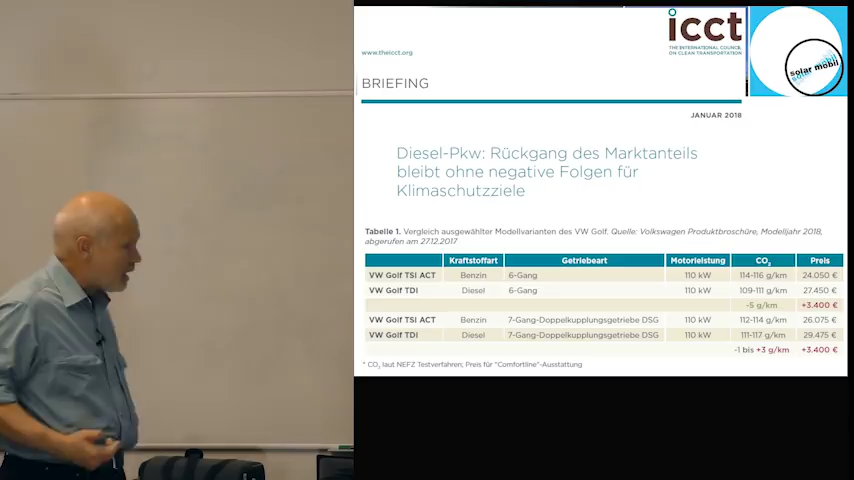 icct
THE INTERNATIONAL COUNCIL
ON CLEAN TRANSPORTATION
solar mobil
www.theicct.org
BRIEFING
JANUAR 2018
Diesel-Pkw: Rückgang des Marktanteils
bleibt ohne negative Folgen für
Klimaschutzziele
Tabelle 1. Vergleich ausgewählter Modellvarianten des VW Golf. Quelle: Volkswagen Produktbroschüre, Modelljahr 2018,
abgerufen am 27.12.2017
Kraftstoffart Getriebeart Motorleistung CO₂ Preis
VW Golf TSI ACT Benzin 6-Gang 110 kW 114-116 g/km 24.050 €
VW Golf TDI Diesel 6-Gang 110 kW 109-111 g/km 27.450 €
-5 g/km +3.400 €
VW Golf TSI ACT Benzin 7-Gang-Doppelkupplungsgetriebe DSG 110 kW 112-114 g/km 26.075 €
VW Golf TDI Diesel 7-Gang-Doppelkupplungsgetriebe DSG 110 kW 111-117 g/km 29.475 €
-1 bis +3 g/km +3.400 €
* CO₂ laut NEFZ Testverfahren; Preis für "Comfortline"-Ausstattung